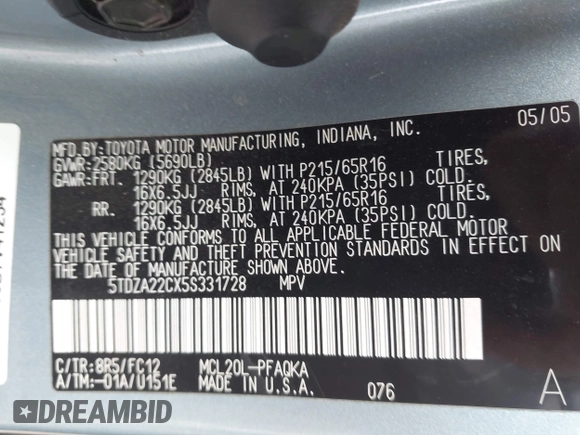 05/05
MFD.BY:TOYOTA MOTOR MANUFACTURING, INDIANA, INC.
GVWR:2580KG (5690LB)
GAWR:FRT. 1290KG (2845LB) WITH P215/65R16 TIRES,
16X6.5JJ RIMS, AT 240KPA (35PSI) COLD.
RR. 1290KG (2845LB) WITH P215/65R16 TIRES,
16X6.5JJ RIMS, AT 240KPA (35PSI) COLD.
THIS VEHICLE CONFORMS TO ALL APPLICABLE FEDERAL MOTOR
VEHICLE SAFETY AND THEFT PREVENTION STANDARDS IN EFFECT ON
THE DATE OF MANUFACTURE SHOWN ABOVE.
5TDZA22CX5S331728 MPV
C/TR:8R5/FC12 MCL20L-PFAQKA
A/TM:-01A/U151E MADE IN U.S.A. 076 A
DREAMBID